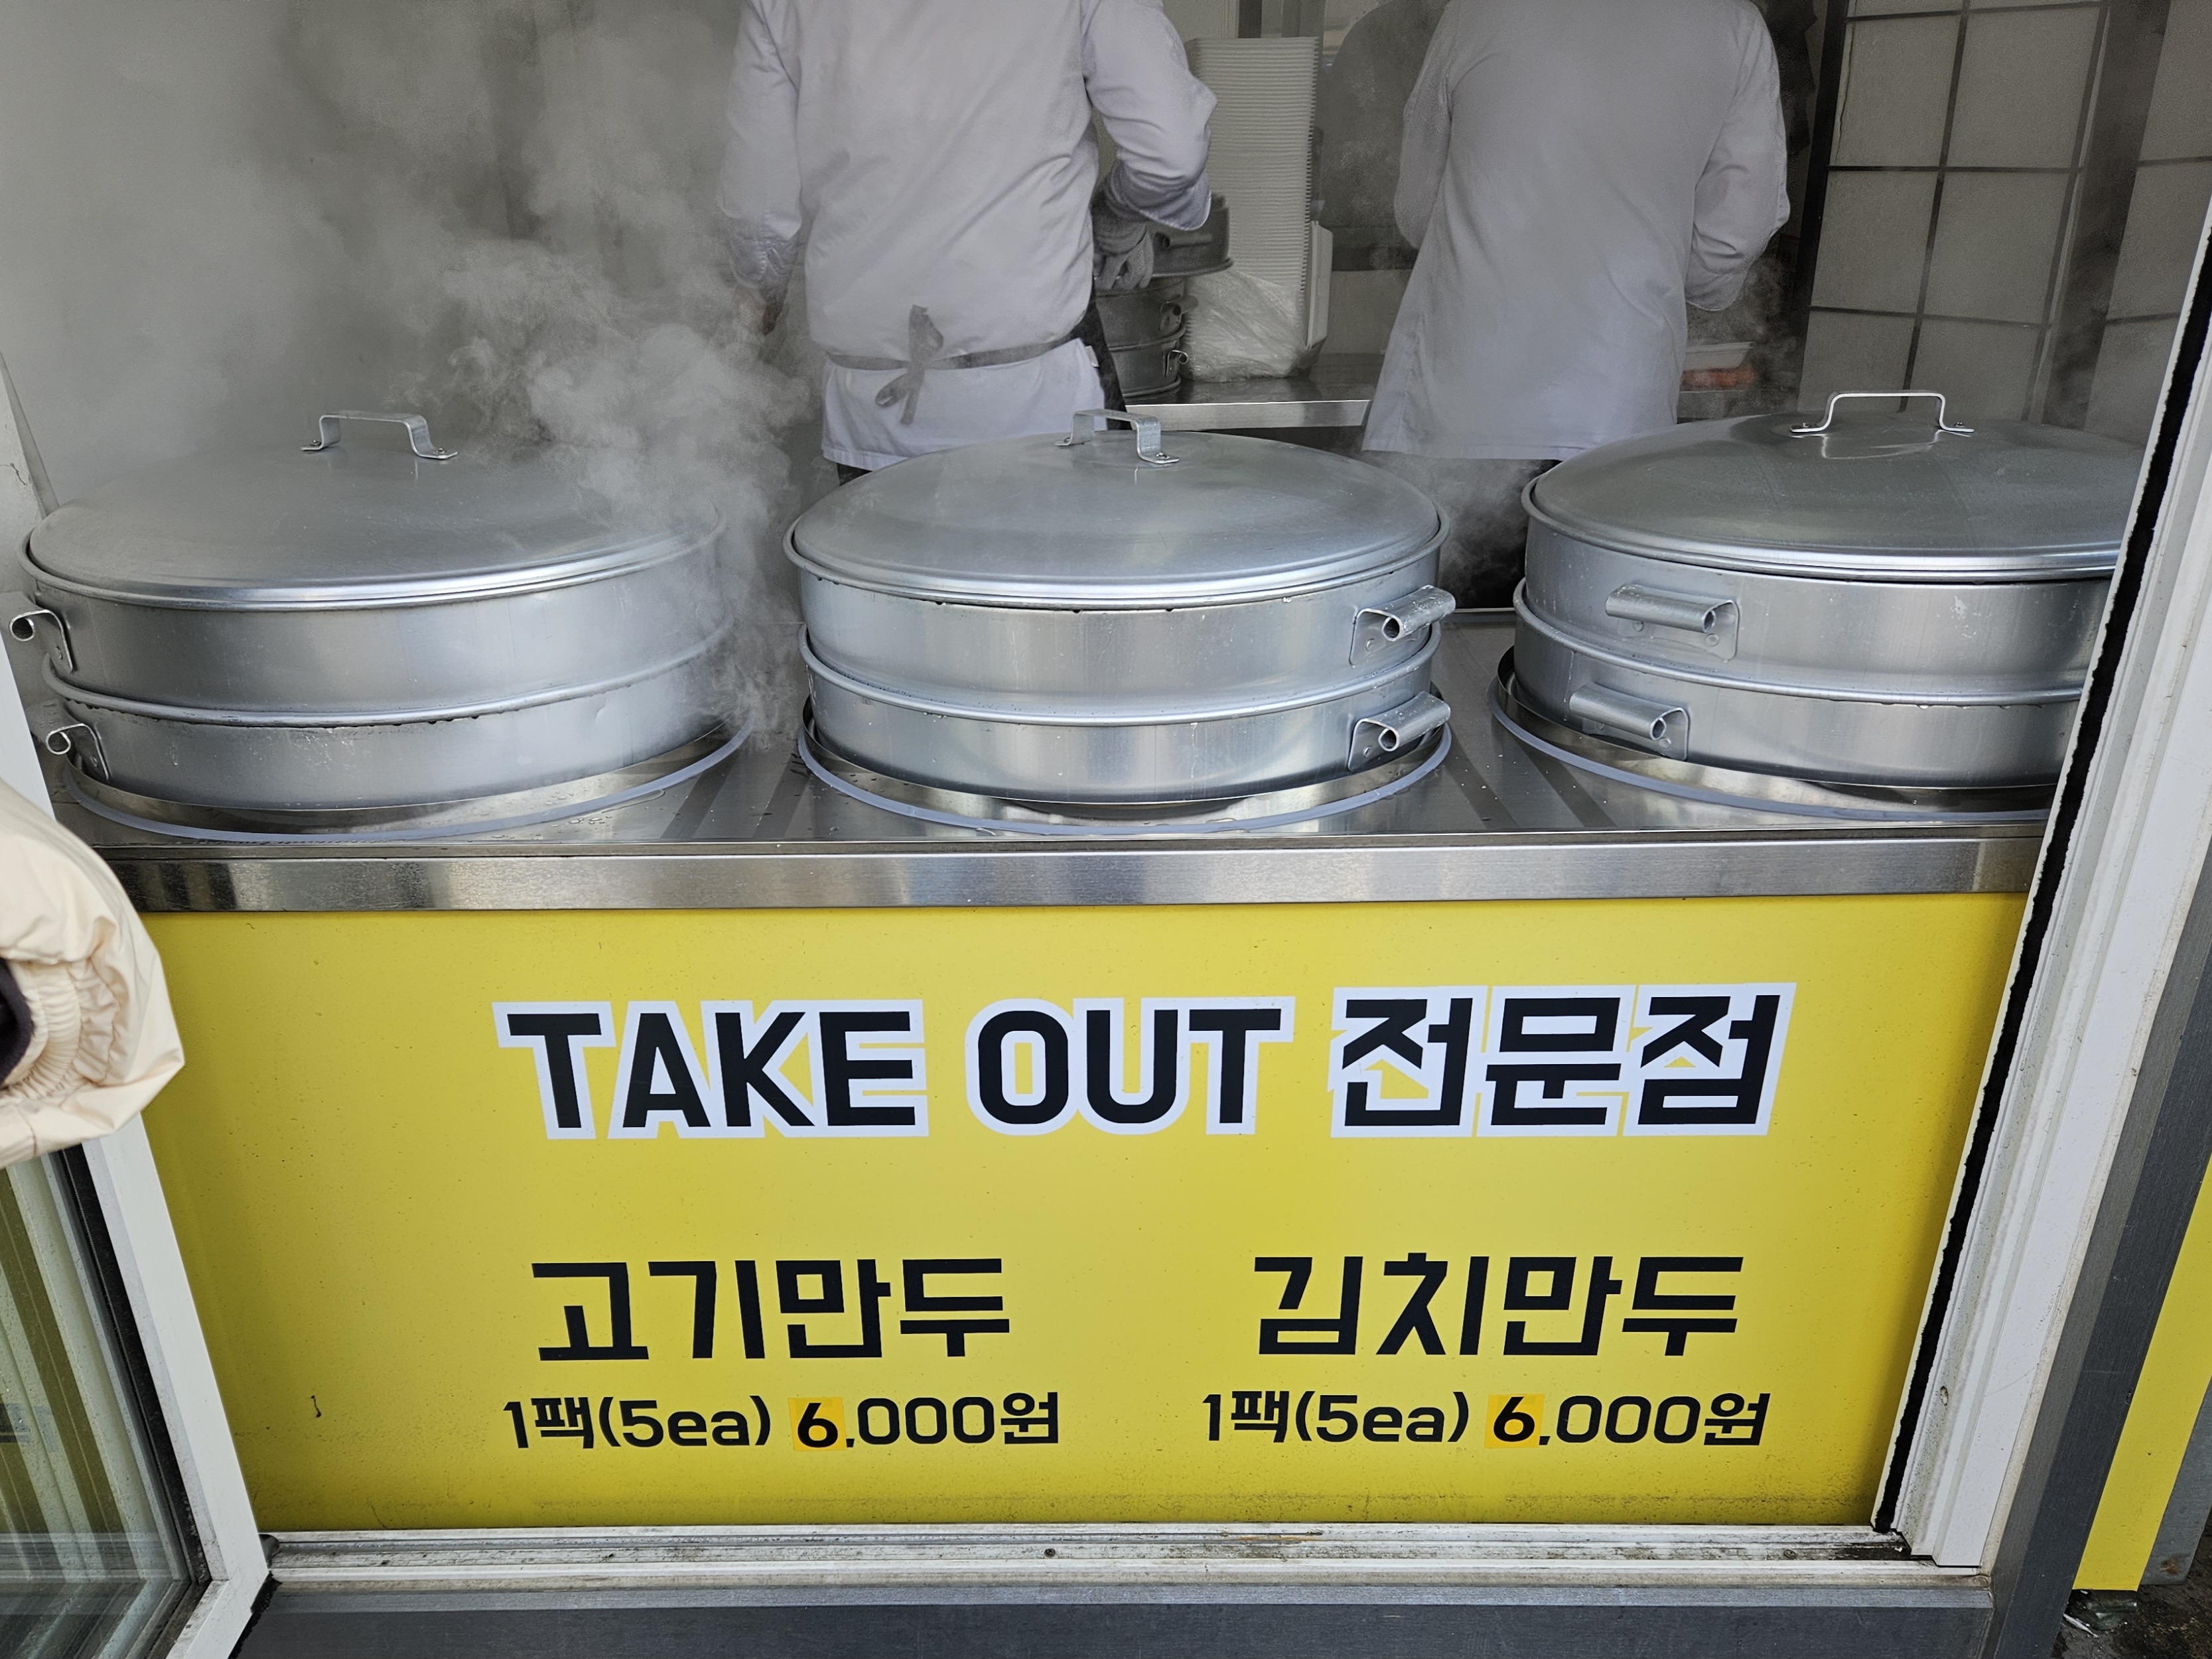 TAKE OUT 전문점
고기만두 김치만두
1팩(5ea) 6,000원 1팩(5ea) 6,000원